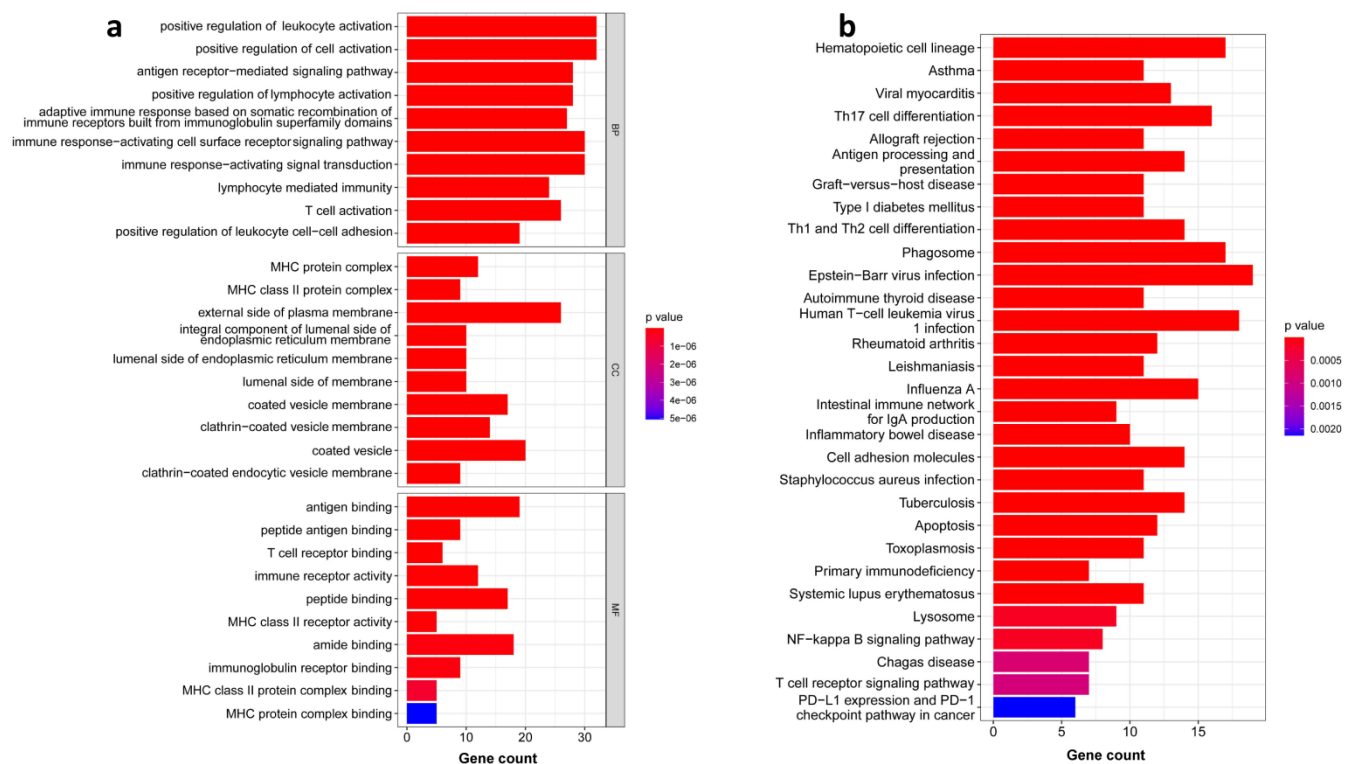 a
positive regulation of leukocyte activation
positive regulation of cell activation
antigen receptor−mediated signaling pathway
positive regulation of lymphocyte activation
adaptive immune response based on somatic recombination of
immune receptors built from immunoglobulin superfamily domains
immune response−activating cell surface receptor signaling pathway
immune response−activating signal transduction
lymphocyte mediated immunity
T cell activation
positive regulation of leukocyte cell−cell adhesion
BP
MHC protein complex
MHC class II protein complex
external side of plasma membrane
integral component of lumenal side of
endoplasmic reticulum membrane
lumenal side of endoplasmic reticulum membrane
lumenal side of membrane
coated vesicle membrane
clathrin−coated vesicle membrane
coated vesicle
clathrin−coated endocytic vesicle membrane
CC
antigen binding
peptide antigen binding
T cell receptor binding
immune receptor activity
peptide binding
MHC class II receptor activity
amide binding
immunoglobulin receptor binding
MHC class II protein complex binding
MHC protein complex binding
MF
0 10 20 30
Gene count
p value
1e−06
2e−06
3e−06
4e−06
5e−06
b
Hematopoietic cell lineage
Asthma
Viral myocarditis
Th17 cell differentiation
Allograft rejection
Antigen processing and
presentation
Graft−versus−host disease
Type I diabetes mellitus
Th1 and Th2 cell differentiation
Phagosome
Epstein−Barr virus infection
Autoimmune thyroid disease
Human T−cell leukemia virus
1 infection
Rheumatoid arthritis
Leishmaniasis
Influenza A
Intestinal immune network
for IgA production
Inflammatory bowel disease
Cell adhesion molecules
Staphylococcus aureus infection
Tuberculosis
Apoptosis
Toxoplasmosis
Primary immunodeficiency
Systemic lupus erythematosus
Lysosome
NF−kappa B signaling pathway
Chagas disease
T cell receptor signaling pathway
PD−L1 expression and PD−1
checkpoint pathway in cancer
0 5 10 15
Gene count
p value
0.0005
0.0010
0.0015
0.0020